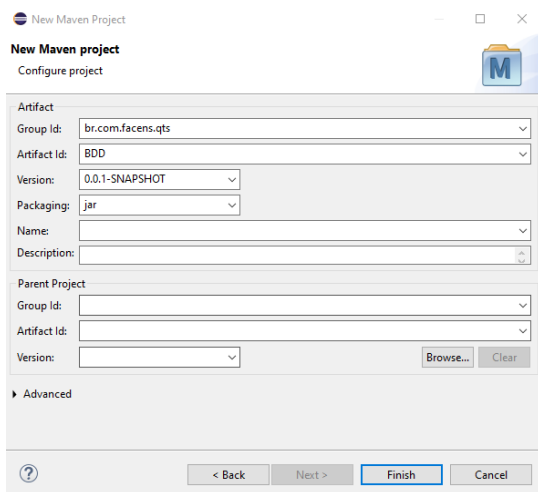 New Maven Project
New Maven project
Configure project
M
Artifact
Group Id: br.com.facens.qts
Artifact Id: BDD
Version: 0.0.1-SNAPSHOT
Packaging: jar
Name:
Description:
Parent Project
Group Id:
Artifact Id:
Version: Browse... Clear
Advanced
? < Back Next > Finish Cancel